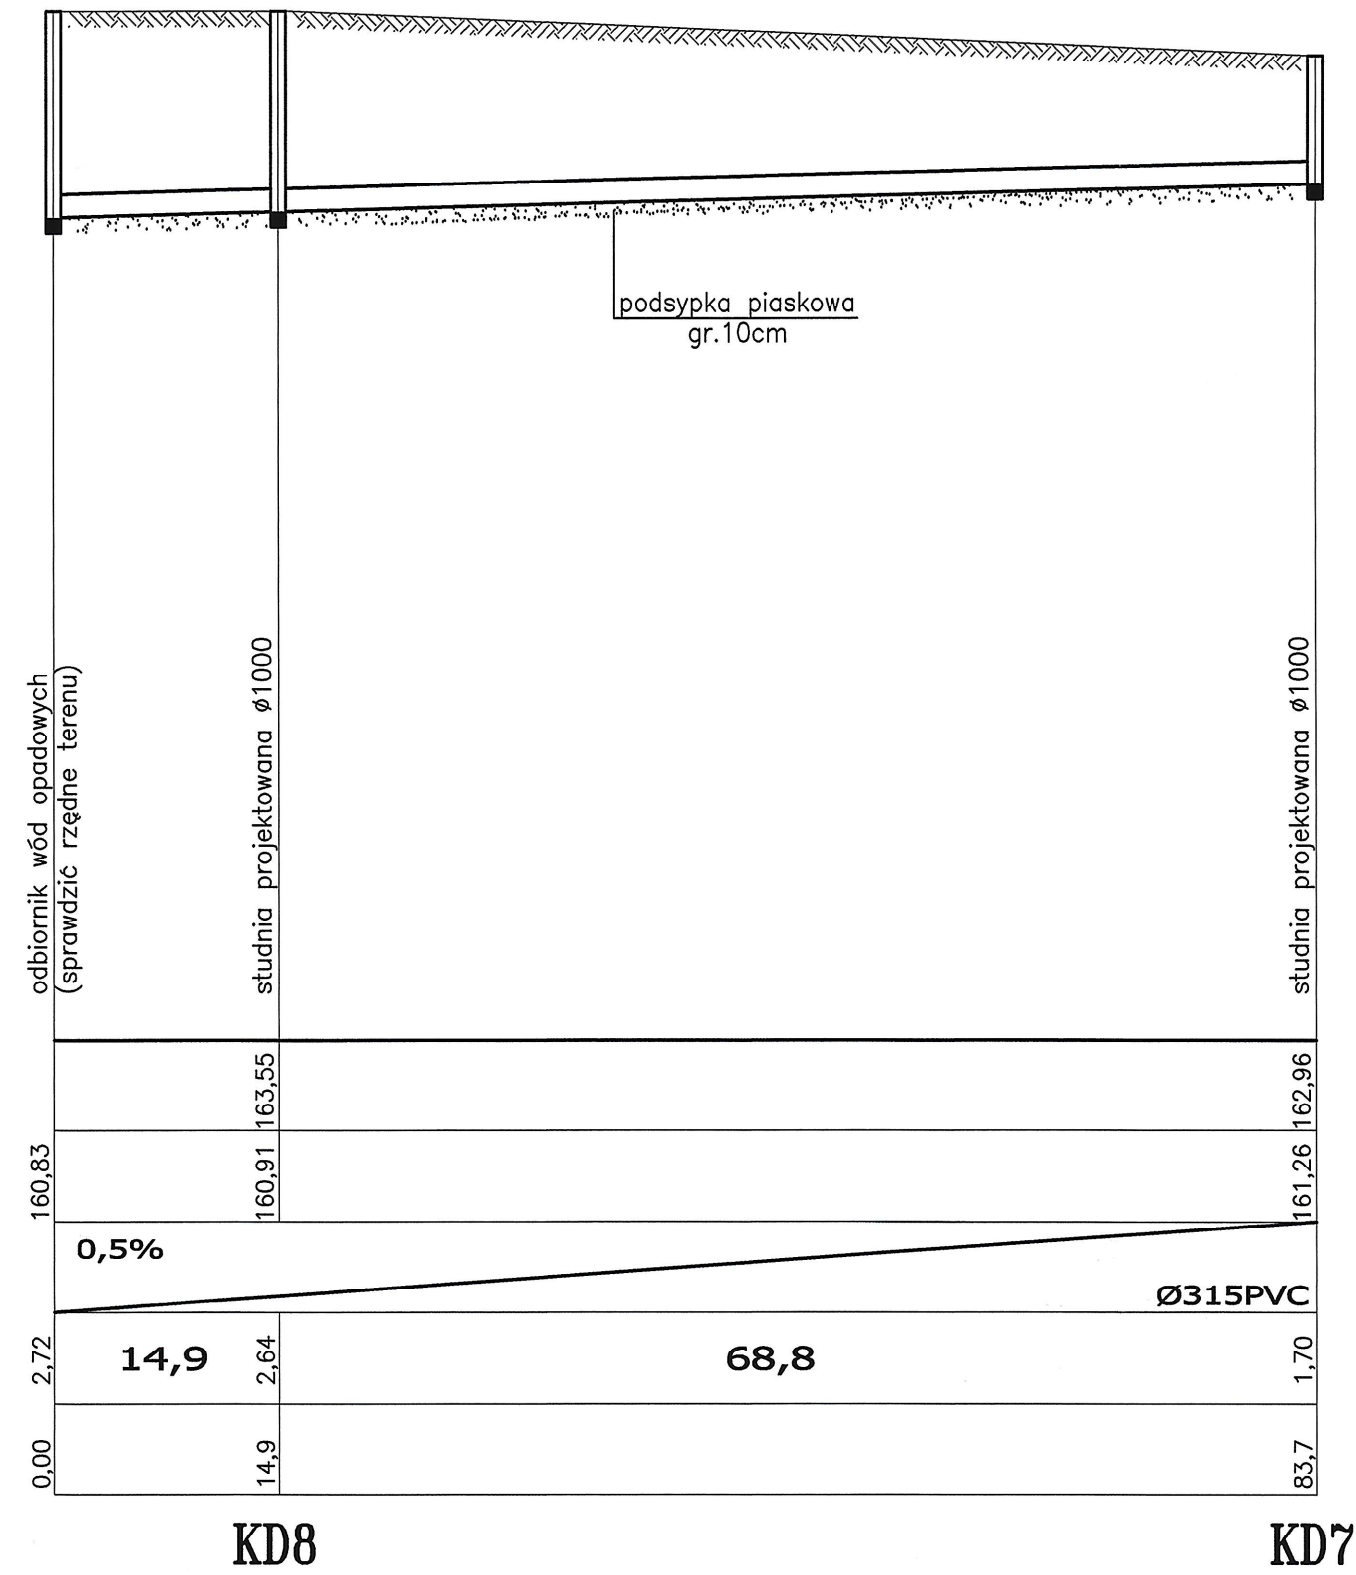 podsypka piaskowa
gr.10cm
odbiornik wód opadowych
(sprawdzić rzędne terenu)
studnia projektowana ø1000
studnia projektowana ø1000
163,55
162,96
160,83
160,91
161,26
0,5%
Ø315PVC
2,72
14,9
2,64
68,8
1,70
0,00
14,9
83,7
KD8
KD7